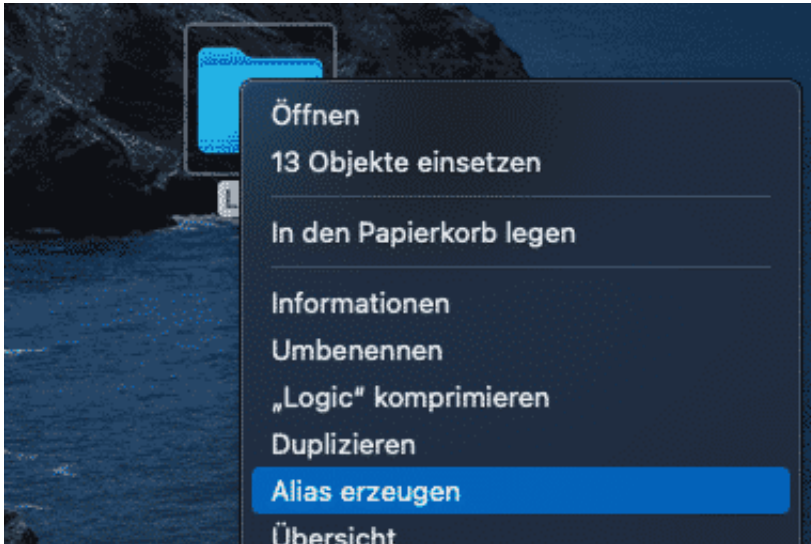 Öffnen
13 Objekte einsetzen
In den Papierkorb legen
Informationen
Umbenennen
„Logic“ komprimieren
Duplizieren
Alias erzeugen
Übersicht